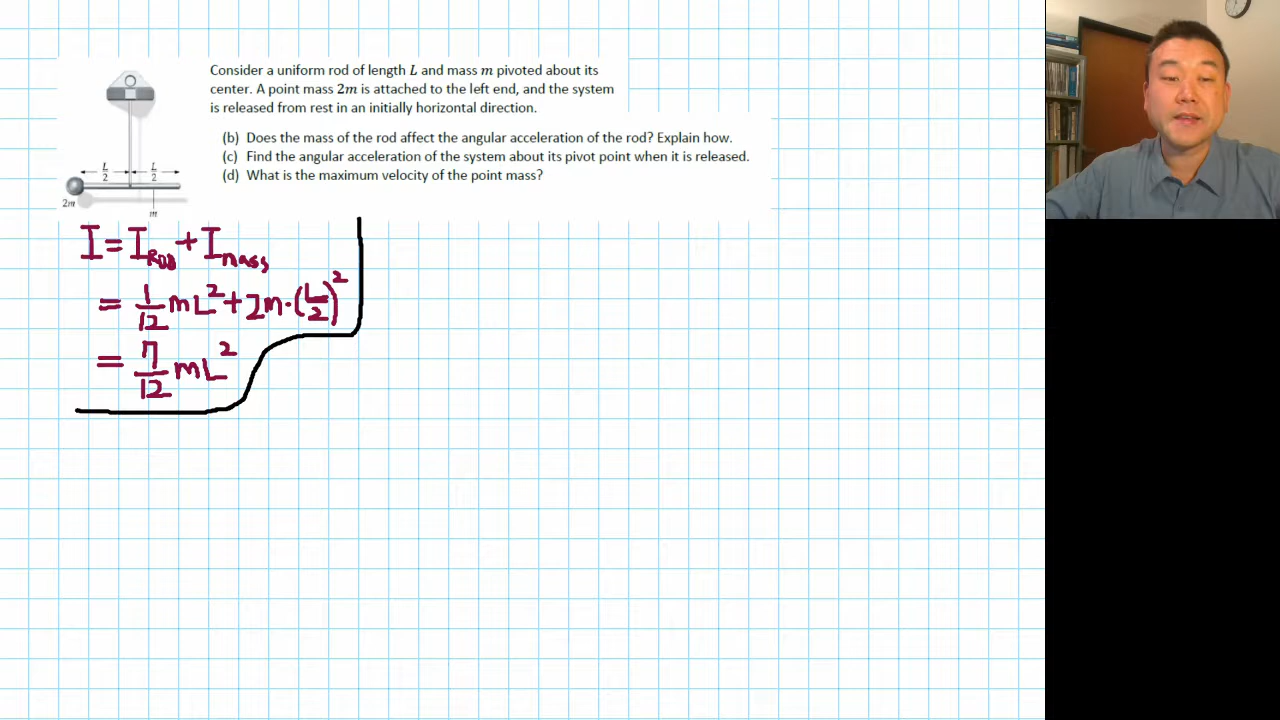 Consider a uniform rod of length L and mass m pivoted about its
center. A point mass 2m is attached to the left end, and the system
is released from rest in an initially horizontal direction.
(b) Does the mass of the rod affect the angular acceleration of the rod? Explain how.
(c) Find the angular acceleration of the system about its pivot point when it is released.
(d) What is the maximum velocity of the point mass?
L/2 L/2
2m
m
I = I_ROD + I_mass
= 1/12 mL² + 2m · (L/2)²
= 7/12 mL²